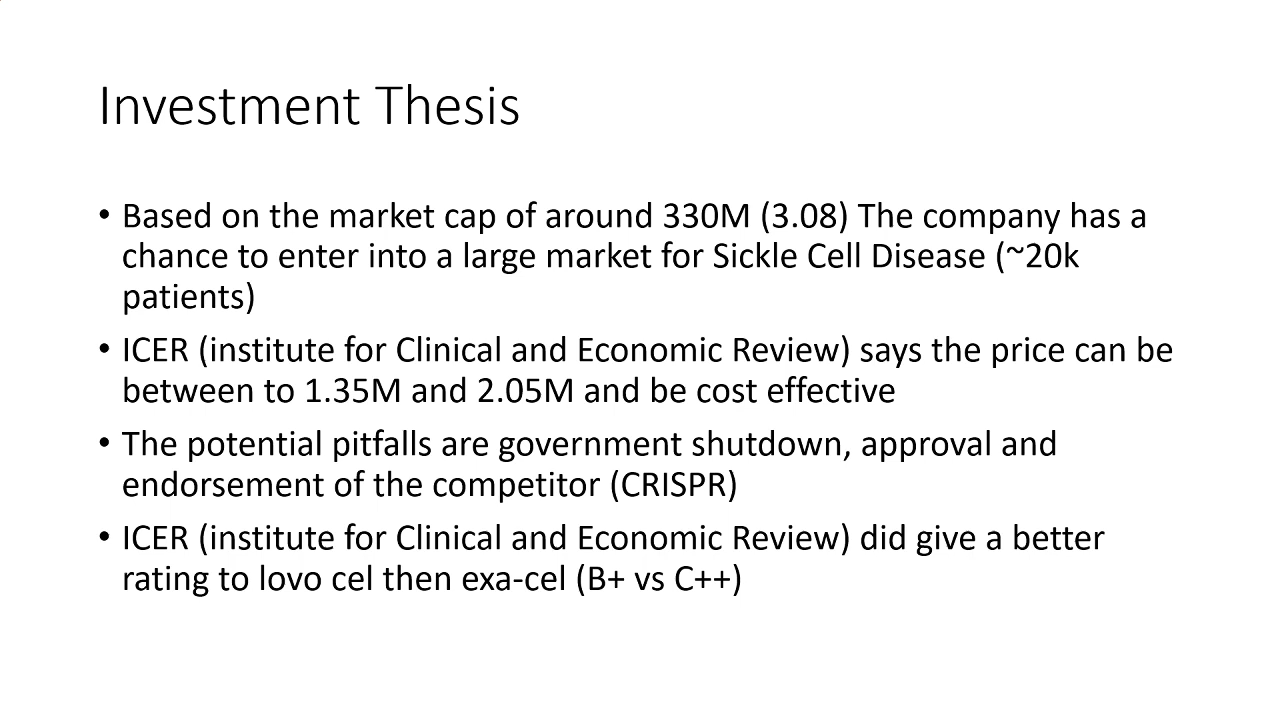 Investment Thesis
• Based on the market cap of around 330M (3.08) The company has a
chance to enter into a large market for Sickle Cell Disease (~20k
patients)
• ICER (institute for Clinical and Economic Review) says the price can be
between to 1.35M and 2.05M and be cost effective
• The potential pitfalls are government shutdown, approval and
endorsement of the competitor (CRISPR)
• ICER (institute for Clinical and Economic Review) did give a better
rating to lovo cel then exa-cel (B+ vs C++)